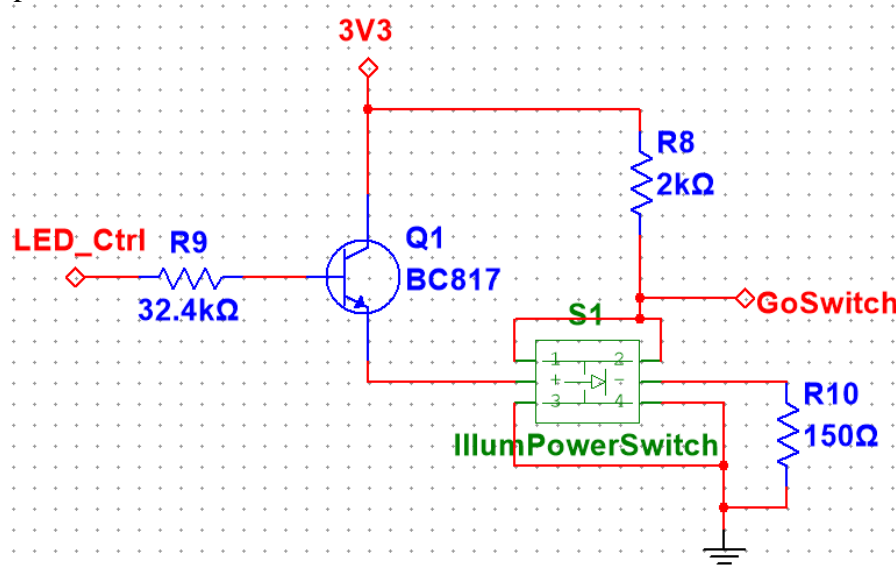 3V3
R8
2kΩ
LED_Ctrl
R9
32.4kΩ
Q1
BC817
GoSwitch
S1
1 2
+ -
3 4
IllumPowerSwitch
R10
150Ω